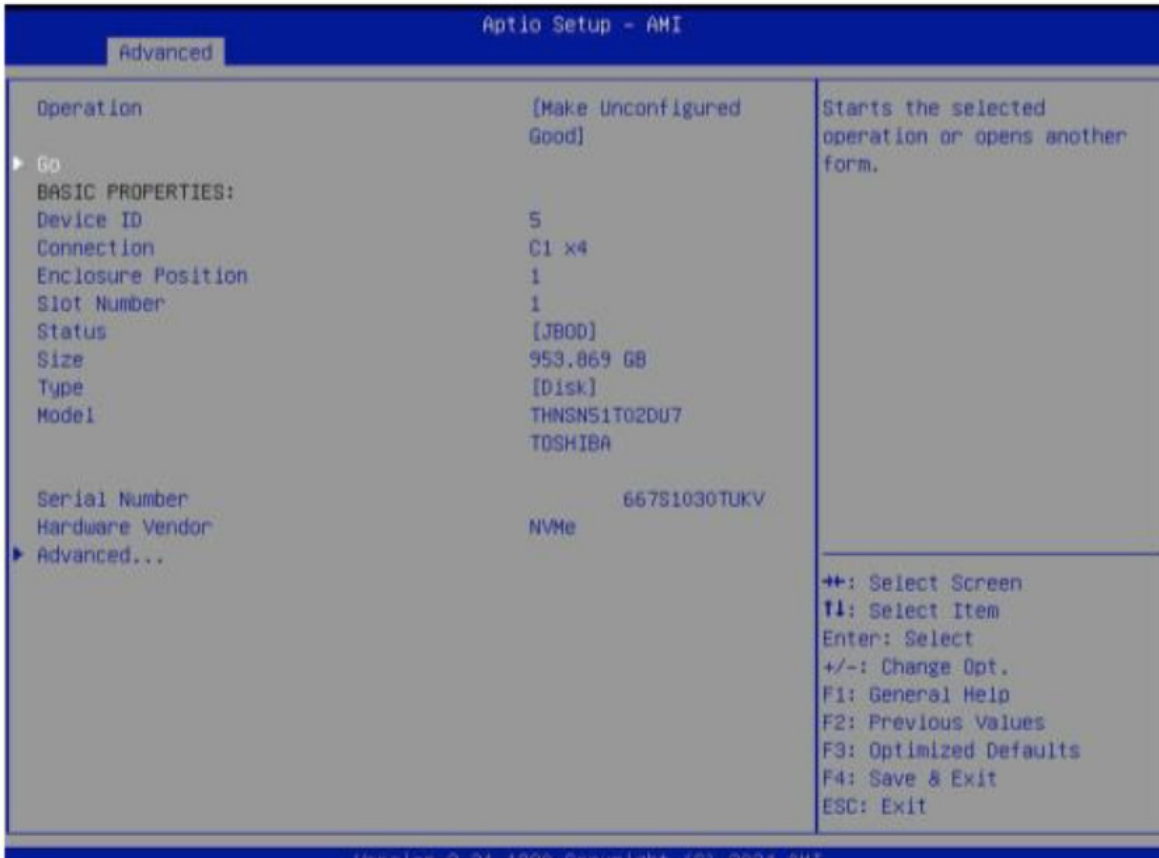 Aptio Setup – AMI
Advanced
Operation [Make Unconfigured
Good]
Go
BASIC PROPERTIES:
Device ID 5
Connection C1 x4
Enclosure Position 1
Slot Number 1
Status [JBOD]
Size 953.869 GB
Type [Disk]
Model THNSN51T02DU7
TOSHIBA
Serial Number 667S1030TUKV
Hardware Vendor NVMe
Advanced...
Starts the selected
operation or opens another
form.
→←: Select Screen
↑↓: Select Item
Enter: Select
+/-: Change Opt.
F1: General Help
F2: Previous Values
F3: Optimized Defaults
F4: Save & Exit
ESC: Exit